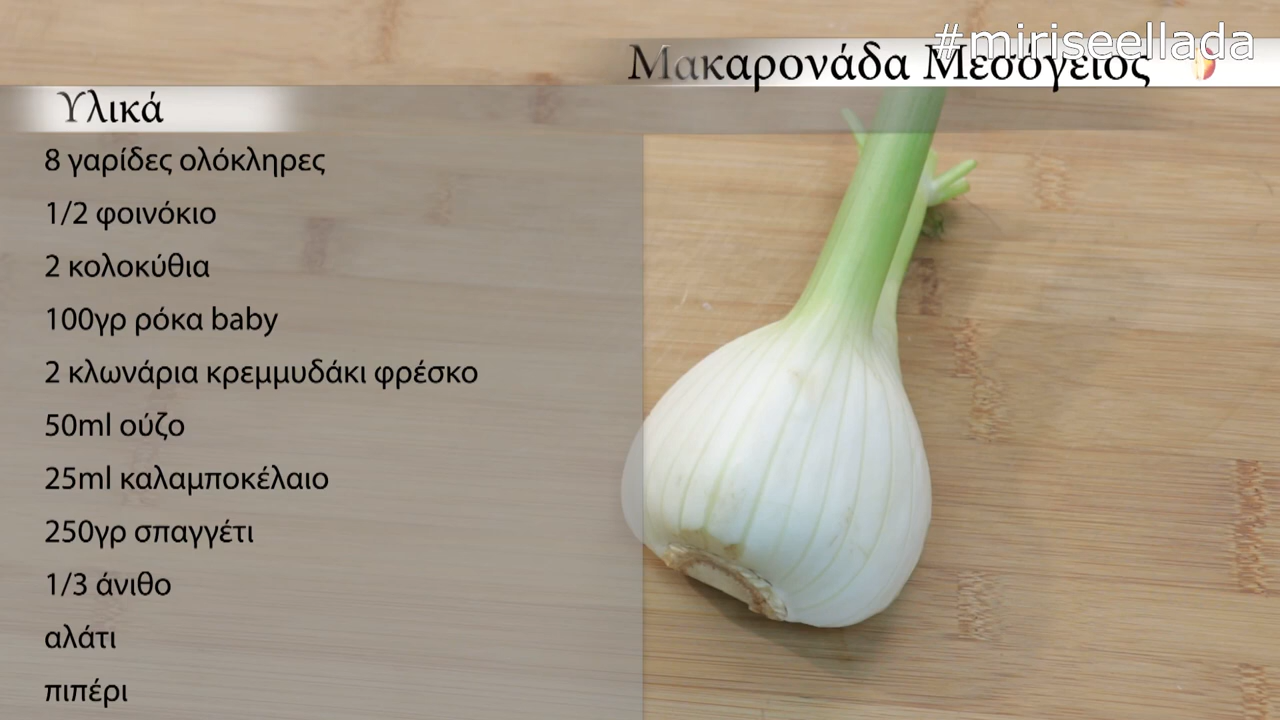 #miriseellada
Μακαρονάδα Μεσόγειος
Υλικά
8 γαρίδες ολόκληρες
1/2 φοινόκιο
2 κολοκύθια
100γρ ρόκα baby
2 κλωνάρια κρεμμυδάκι φρέσκο
50ml ούζο
25ml καλαμποκέλαιο
250γρ σπαγγέτι
1/3 άνιθο
αλάτι
πιπέρι